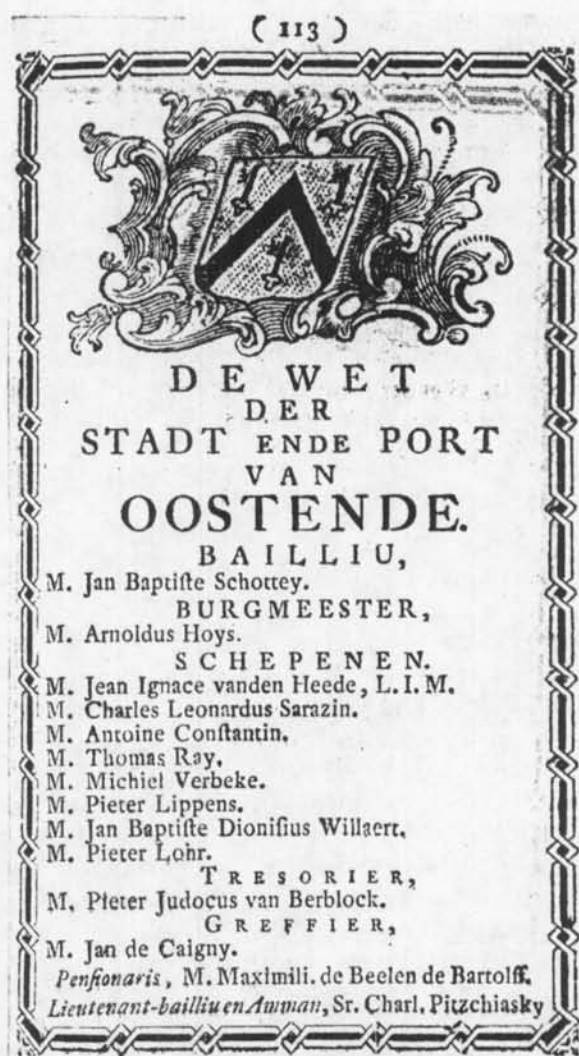 ( 113 )
DE WET
DER
STADT ENDE PORT
VAN
OOSTENDE.
BAILLIU,
M. Jan Baptiſte Schottey.
BURGMEESTER,
M. Arnoldus Hoys.
SCHEPENEN.
M. Jean Ignace vanden Heede, L. I. M.
M. Charles Leonardus Sarazin.
M. Antoine Conſtantin.
M. Thomas Ray.
M. Michiel Verbeke.
M. Pieter Lippens.
M. Jan Baptiſte Dioniſius Willaert.
M. Pieter Lohr.
TRESORIER,
M. Pieter Judocus van Berblock.
GREFFIER,
M. Jan de Caigny.
Penſionaris, M. Maximili. de Beelen de Bartolff.
Lieutenant-bailliu en Amman, Sr. Charl. Pitzchiasky